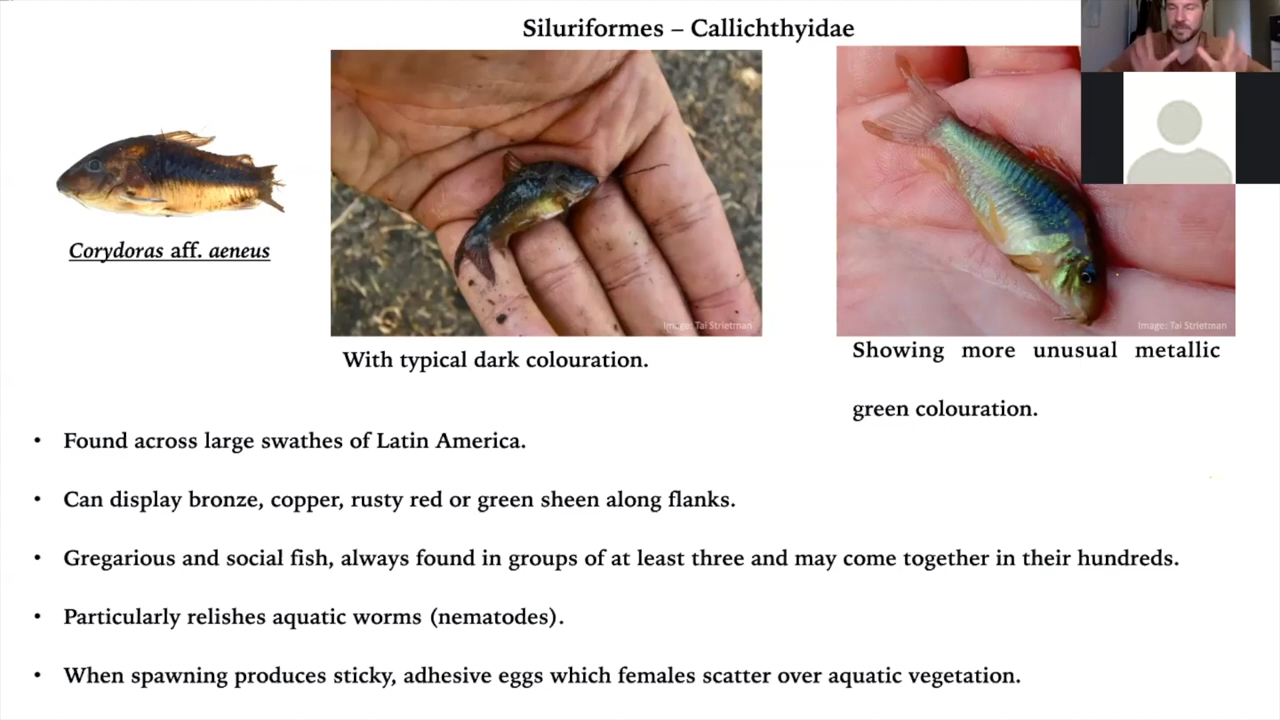 Siluriformes – Callichthyidae
Corydoras aff. aeneus
Image: Tai Strietman
Image: Tai Strietman
With typical dark colouration.
Showing more unusual metallic
green colouration.
• Found across large swathes of Latin America.
• Can display bronze, copper, rusty red or green sheen along flanks.
• Gregarious and social fish, always found in groups of at least three and may come together in their hundreds.
• Particularly relishes aquatic worms (nematodes).
• When spawning produces sticky, adhesive eggs which females scatter over aquatic vegetation.